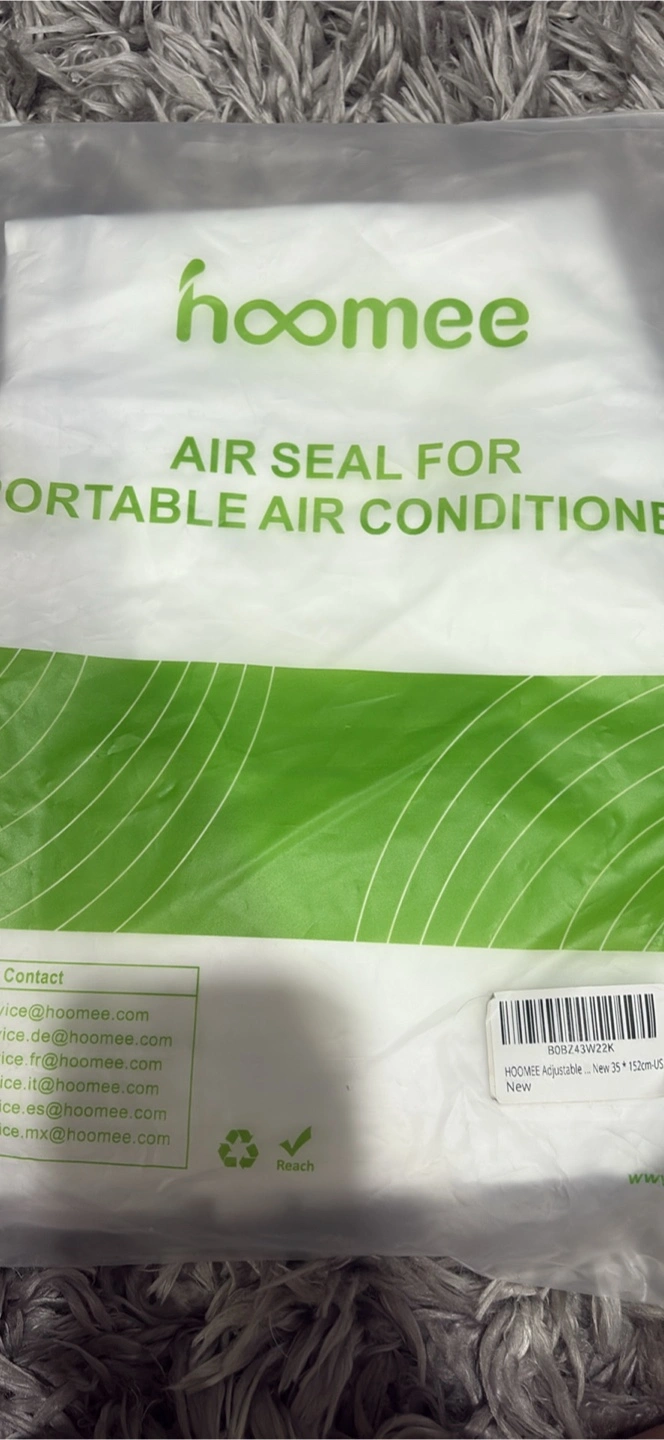 hoomee
AIR SEAL FOR
PORTABLE AIR CONDITIONE
Contact
vice@hoomee.com
vice.de@hoomee.com
ice.fr@hoomee.com
ice.it@hoomee.com
ice.es@hoomee.com
ice.mx@hoomee.com
Reach
B0BZ43W22K
HOOMEE Adjustable ... New 35 * 152cm-US
New
ww